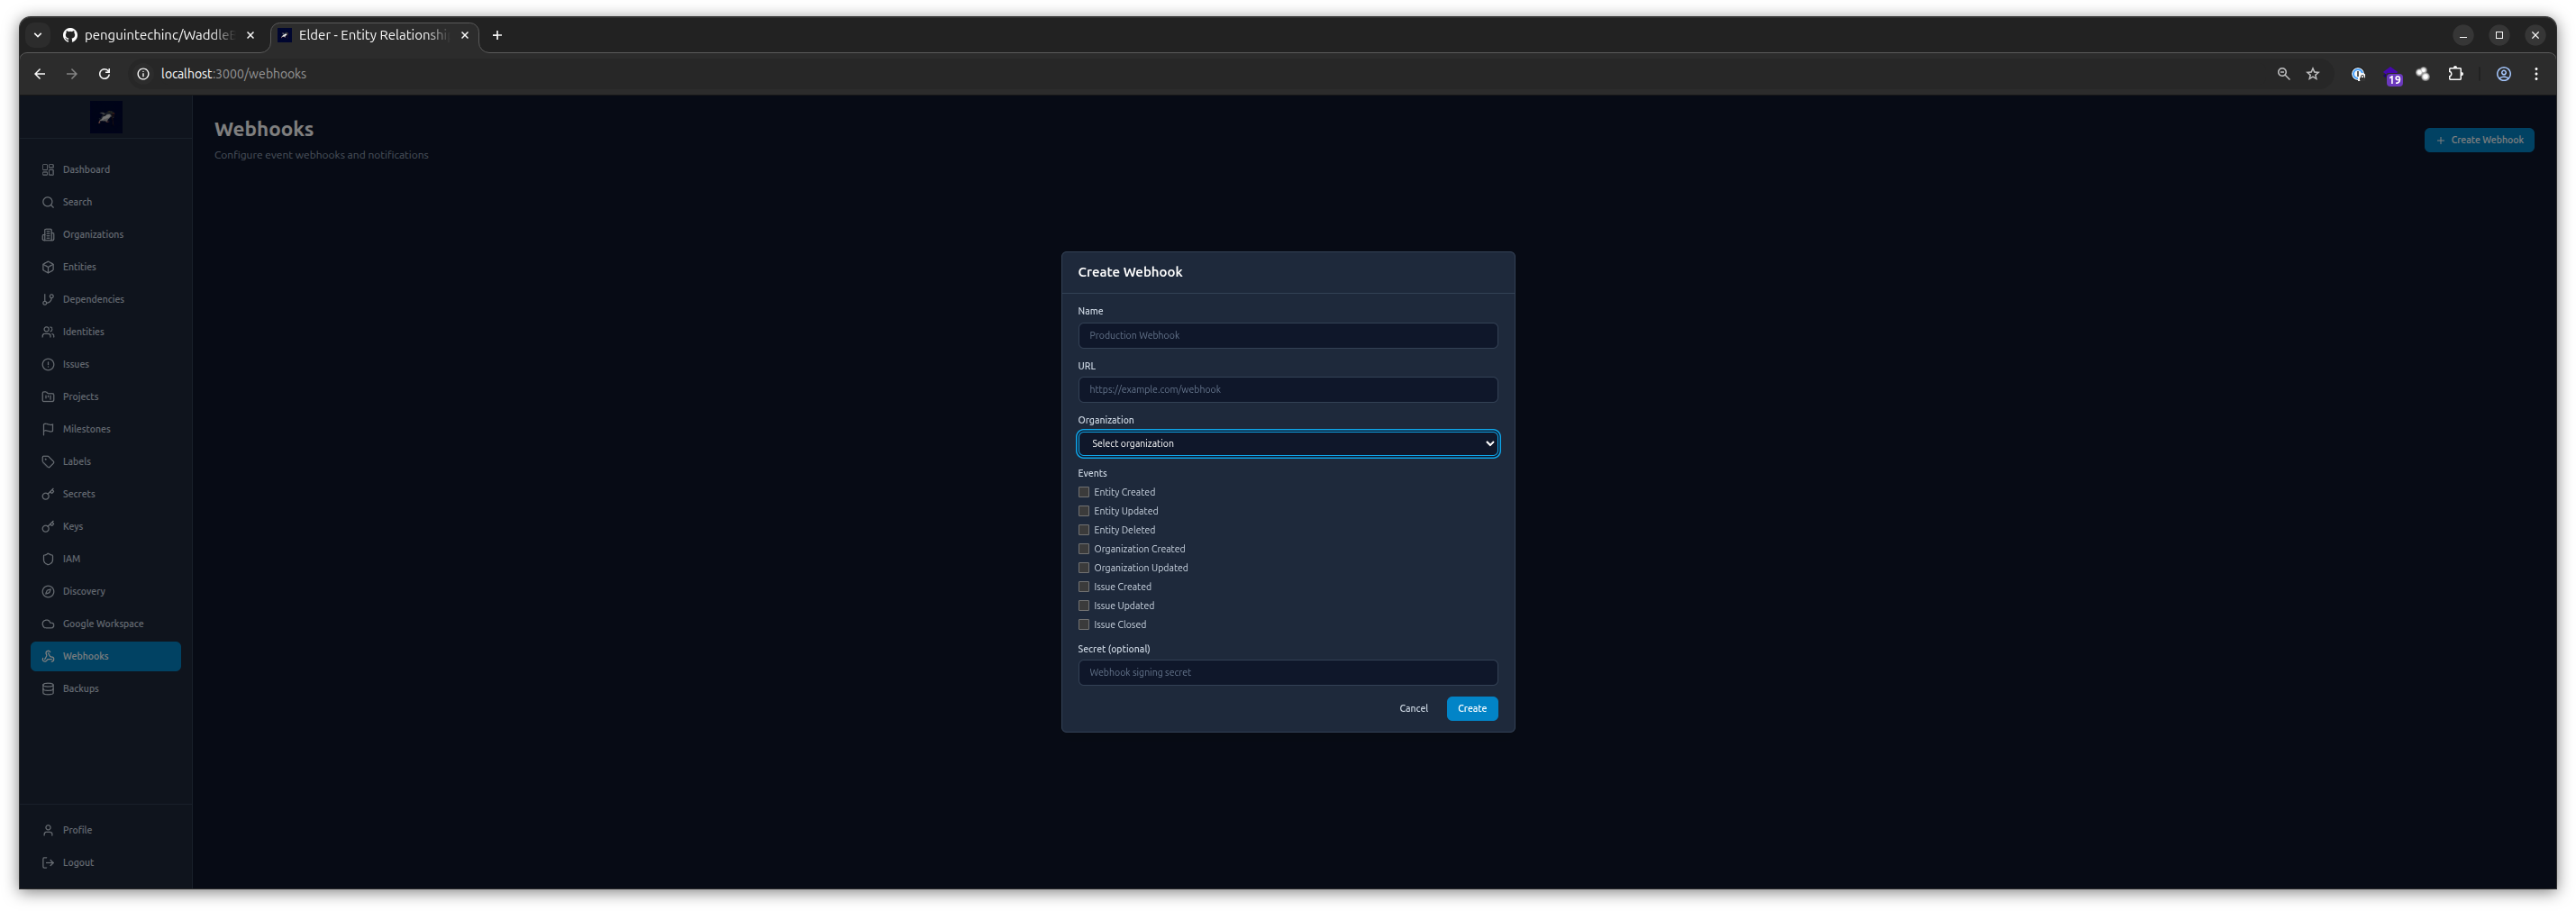 penguintechinc/Waddle
Elder - Entity Relationshi
localhost:3000/webhooks
19
Dashboard
Search
Organizations
Entities
Dependencies
Identities
Issues
Projects
Milestones
Labels
Secrets
Keys
IAM
Discovery
Google Workspace
Webhooks
Backups
Profile
Logout
Webhooks
Configure event webhooks and notifications
+ Create Webhook
Create Webhook
Name
Production Webhook
URL
https://example.com/webhook
Organization
Select organization
Events
Entity Created
Entity Updated
Entity Deleted
Organization Created
Organization Updated
Issue Created
Issue Updated
Issue Closed
Secret (optional)
Webhook signing secret
Cancel
Create